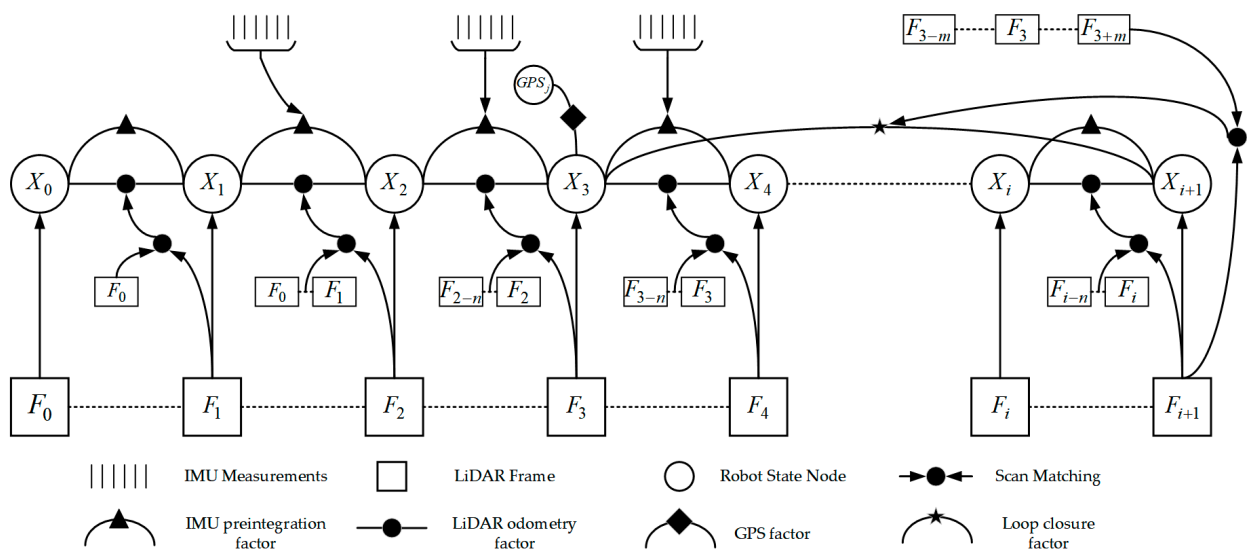 F₃₋ₘ F₃ F₃₊ₘ
GPSⱼ
X₀ X₁ X₂ X₃ X₄ Xᵢ Xᵢ₊₁
F₀ F₀ F₁ F₂₋ₙ F₂ F₃₋ₙ F₃ Fᵢ₋ₙ Fᵢ
F₀ F₁ F₂ F₃ F₄ Fᵢ Fᵢ₊₁
IMU Measurements LiDAR Frame Robot State Node Scan Matching
IMU preintegration LiDAR odometry GPS factor Loop closure
factor factor factor